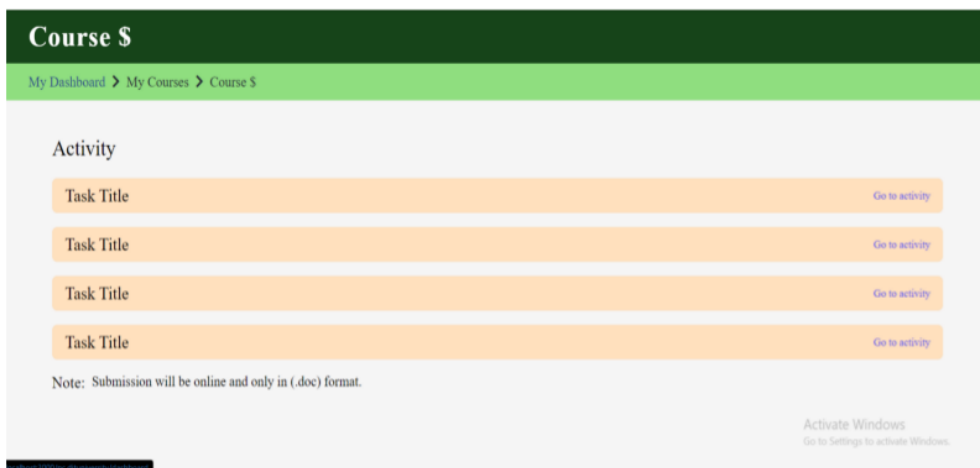 Course $
My Dashboard > My Courses > Course $
Activity
Task Title Go to activity
Task Title Go to activity
Task Title Go to activity
Task Title Go to activity
Note: Submission will be online and only in (.doc) format.
Activate Windows
Go to Settings to activate Windows.